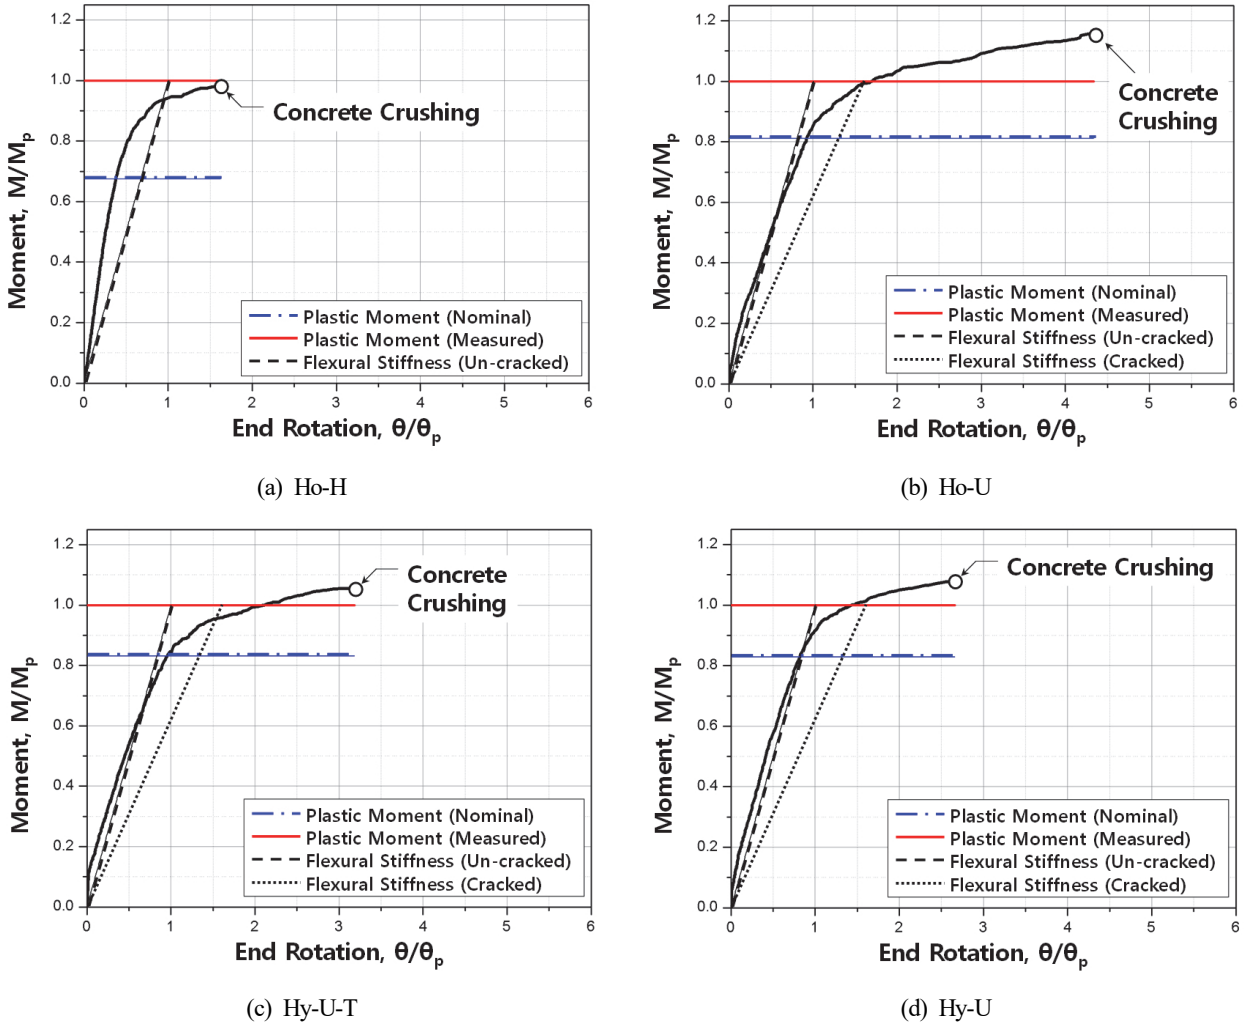 1.2
1.0
0.8
0.6
0.4
0.2
0.0
Moment, M/Mp
Concrete Crushing
Plastic Moment (Nominal)
Plastic Moment (Measured)
Flexural Stiffness (Un-cracked)
0 1 2 3 4 5 6
End Rotation, θ/θp
(a) Ho-H
1.2
1.0
0.8
0.6
0.4
0.2
0.0
Moment, M/Mp
Concrete
Crushing
Plastic Moment (Nominal)
Plastic Moment (Measured)
Flexural Stiffness (Un-cracked)
Flexural Stiffness (Cracked)
0 1 2 3 4 5 6
End Rotation, θ/θp
(b) Ho-U
1.2
1.0
0.8
0.6
0.4
0.2
0.0
Moment, M/Mp
Concrete
Crushing
Plastic Moment (Nominal)
Plastic Moment (Measured)
Flexural Stiffness (Un-cracked)
Flexural Stiffness (Cracked)
0 1 2 3 4 5 6
End Rotation, θ/θp
(c) Hy-U-T
1.2
1.0
0.8
0.6
0.4
0.2
0.0
Moment, M/Mp
Concrete Crushing
Plastic Moment (Nominal)
Plastic Moment (Measured)
Flexural Stiffness (Un-cracked)
Flexural Stiffness (Cracked)
0 1 2 3 4 5 6
End Rotation, θ/θp
(d) Hy-U